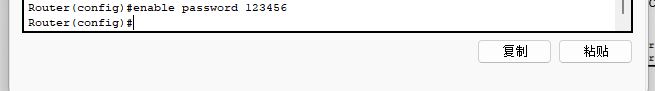 Router(config)#enable password 123456
Router(config)#
复制
粘贴